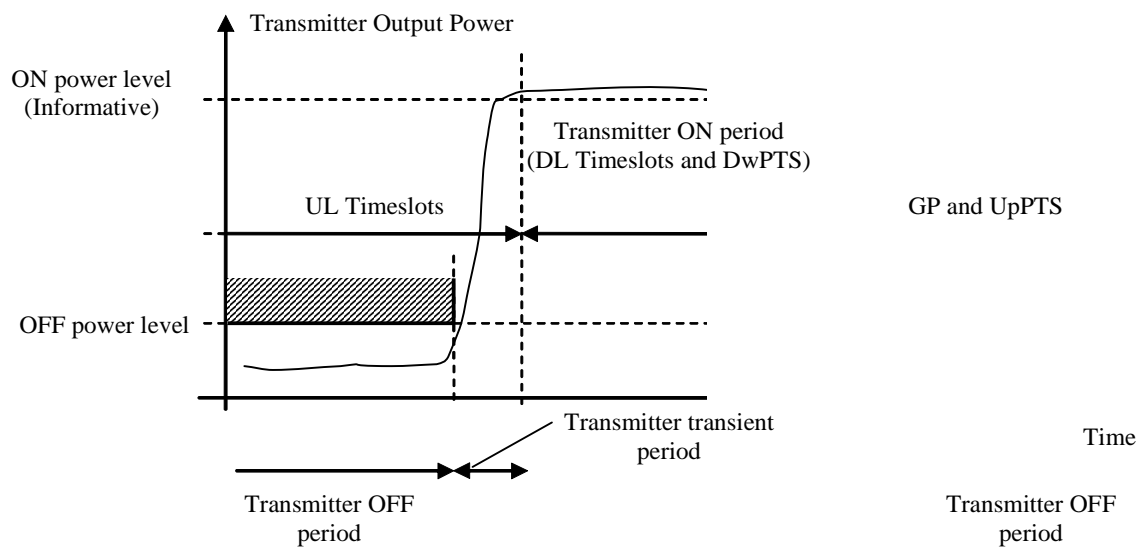 Transmitter Output Power
ON power level
(Informative)
Transmitter ON period
(DL Timeslots and DwPTS)
UL Timeslots
GP and UpPTS
OFF power level
Transmitter transient
period
Time
Transmitter OFF
period
Transmitter OFF
period